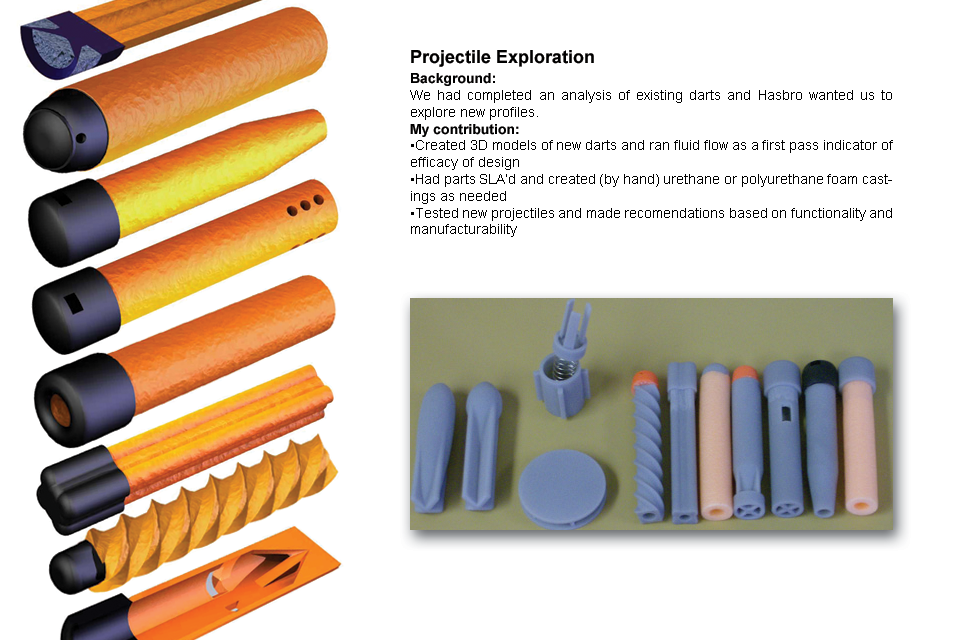 Projectile Exploration
Background:
We had completed an analysis of existing darts and Hasbro wanted us to
explore new profiles.
My contribution:
•Created 3D models of new darts and ran fluid flow as a first pass indicator of
efficacy of design
•Had parts SLA'd and created (by hand) urethane or polyurethane foam cast-
ings as needed
•Tested new projectiles and made recomendations based on functionality and
manufacturability